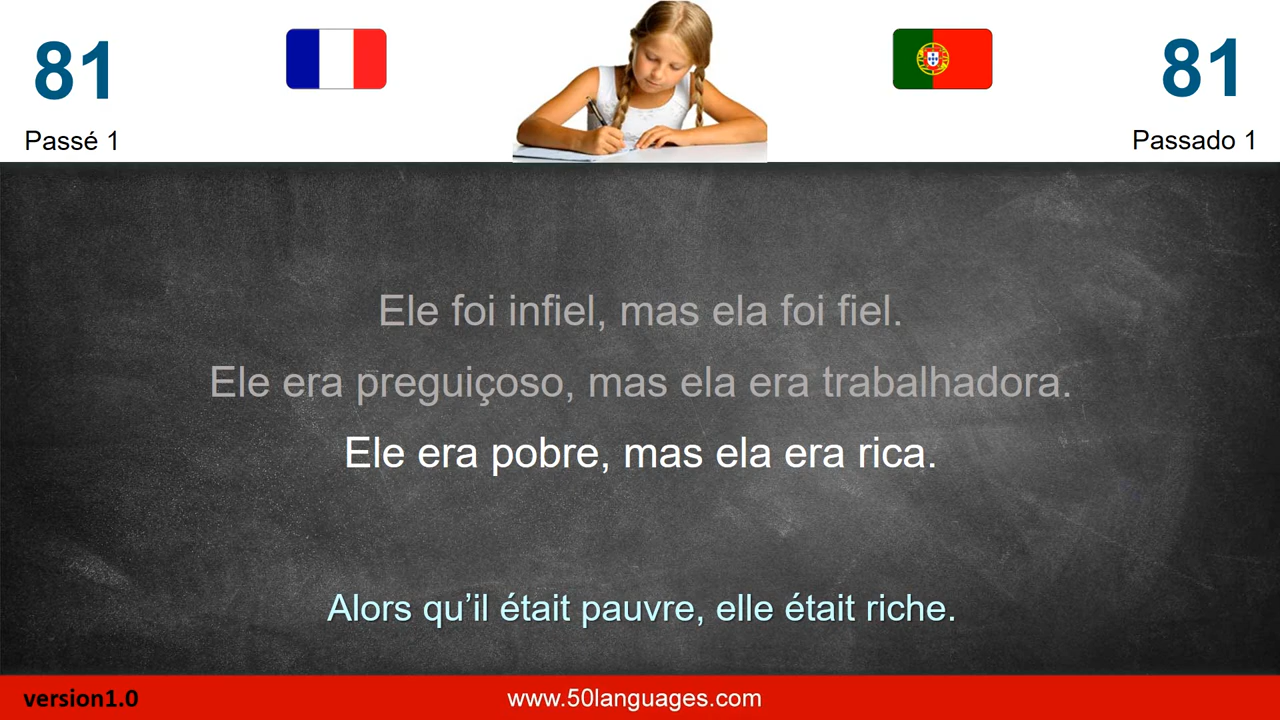 81
81
Passé 1
Passado 1
Ele foi infiel, mas ela foi fiel.
Ele era preguiçoso, mas ela era trabalhadora.
Ele era pobre, mas ela era rica.
Alors qu’il était pauvre, elle était riche.
version1.0
www.50languages.com